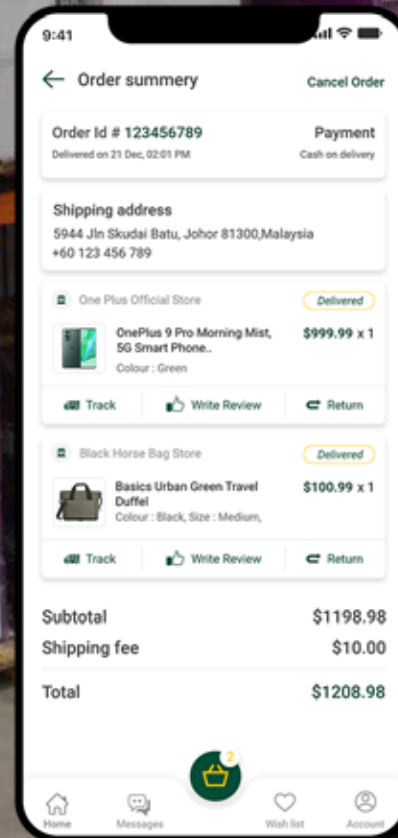 9:41
Order summery
Cancel Order
Order Id # 123456789
Payment
Delivered on 21 Dec, 02:01 PM
Cash on delivery
Shipping address
5944 Jln Skudai Batu, Johor 81300,Malaysia
+60 123 456 789
One Plus Official Store
Delivered
OnePlus 9 Pro Morning Mist,
$999.99 x 1
5G Smart Phone..
Colour : Green
Track
Write Review
Return
Black Horse Bag Store
Delivered
Basics Urban Green Travel
$100.99 x 1
Duffel
Colour : Black, Size : Medium,
Track
Write Review
Return
Subtotal
$1198.98
Shipping fee
$10.00
Total
$1208.98
2
Home
Messages
Wish list
Account